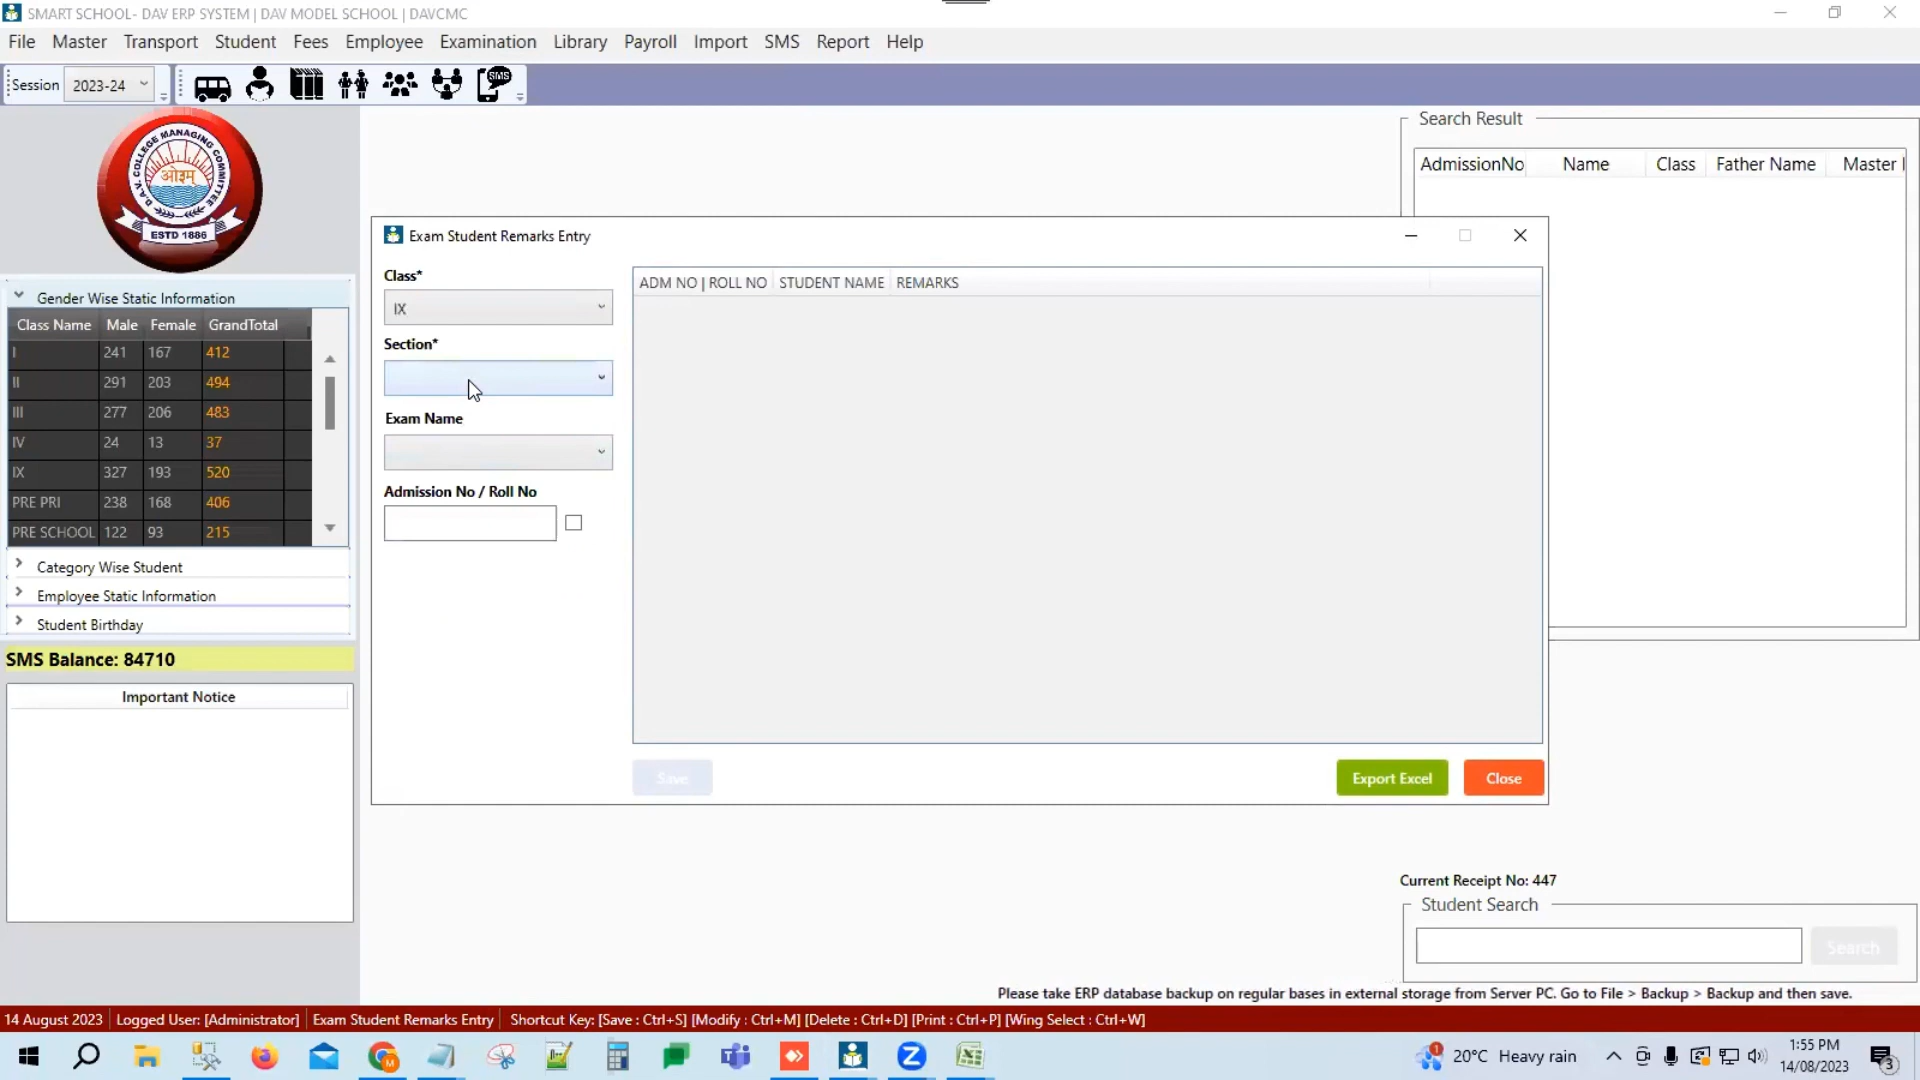 SMART SCHOOL- DAV ERP SYSTEM | DAV MODEL SCHOOL | DAVCMC
File Master Transport Student Fees Employee Examination Library Payroll Import SMS Report Help
Session 2023-24
SMS
D.A.V. COLLEGE MANAGING COMMITTEE
ओ३म्
ESTD 1886
Gender Wise Static Information
Class Name Male Female GrandTotal
I 241 167 412
II 291 203 494
III 277 206 483
IV 24 13 37
IX 327 193 520
PRE PRI 238 168 406
PRE SCHOOL 122 93 215
Category Wise Student
Employee Static Information
Student Birthday
SMS Balance: 84710
Important Notice
Exam Student Remarks Entry
Class*
IX
Section*
Exam Name
Admission No / Roll No
ADM NO | ROLL NO STUDENT NAME REMARKS
Save
Export Excel
Close
Search Result
AdmissionNo Name Class Father Name Master
Current Receipt No: 447
Student Search
Search
Please take ERP database backup on regular bases in external storage from Server PC. Go to File > Backup > Backup and then save.
14 August 2023 Logged User: [Administrator] Exam Student Remarks Entry Shortcut Key: [Save : Ctrl+S] [Modify : Ctrl+M] [Delete : Ctrl+D] [Print : Ctrl+P] [Wing Select : Ctrl+W]
20°C Heavy rain
1:55 PM
14/08/2023
3